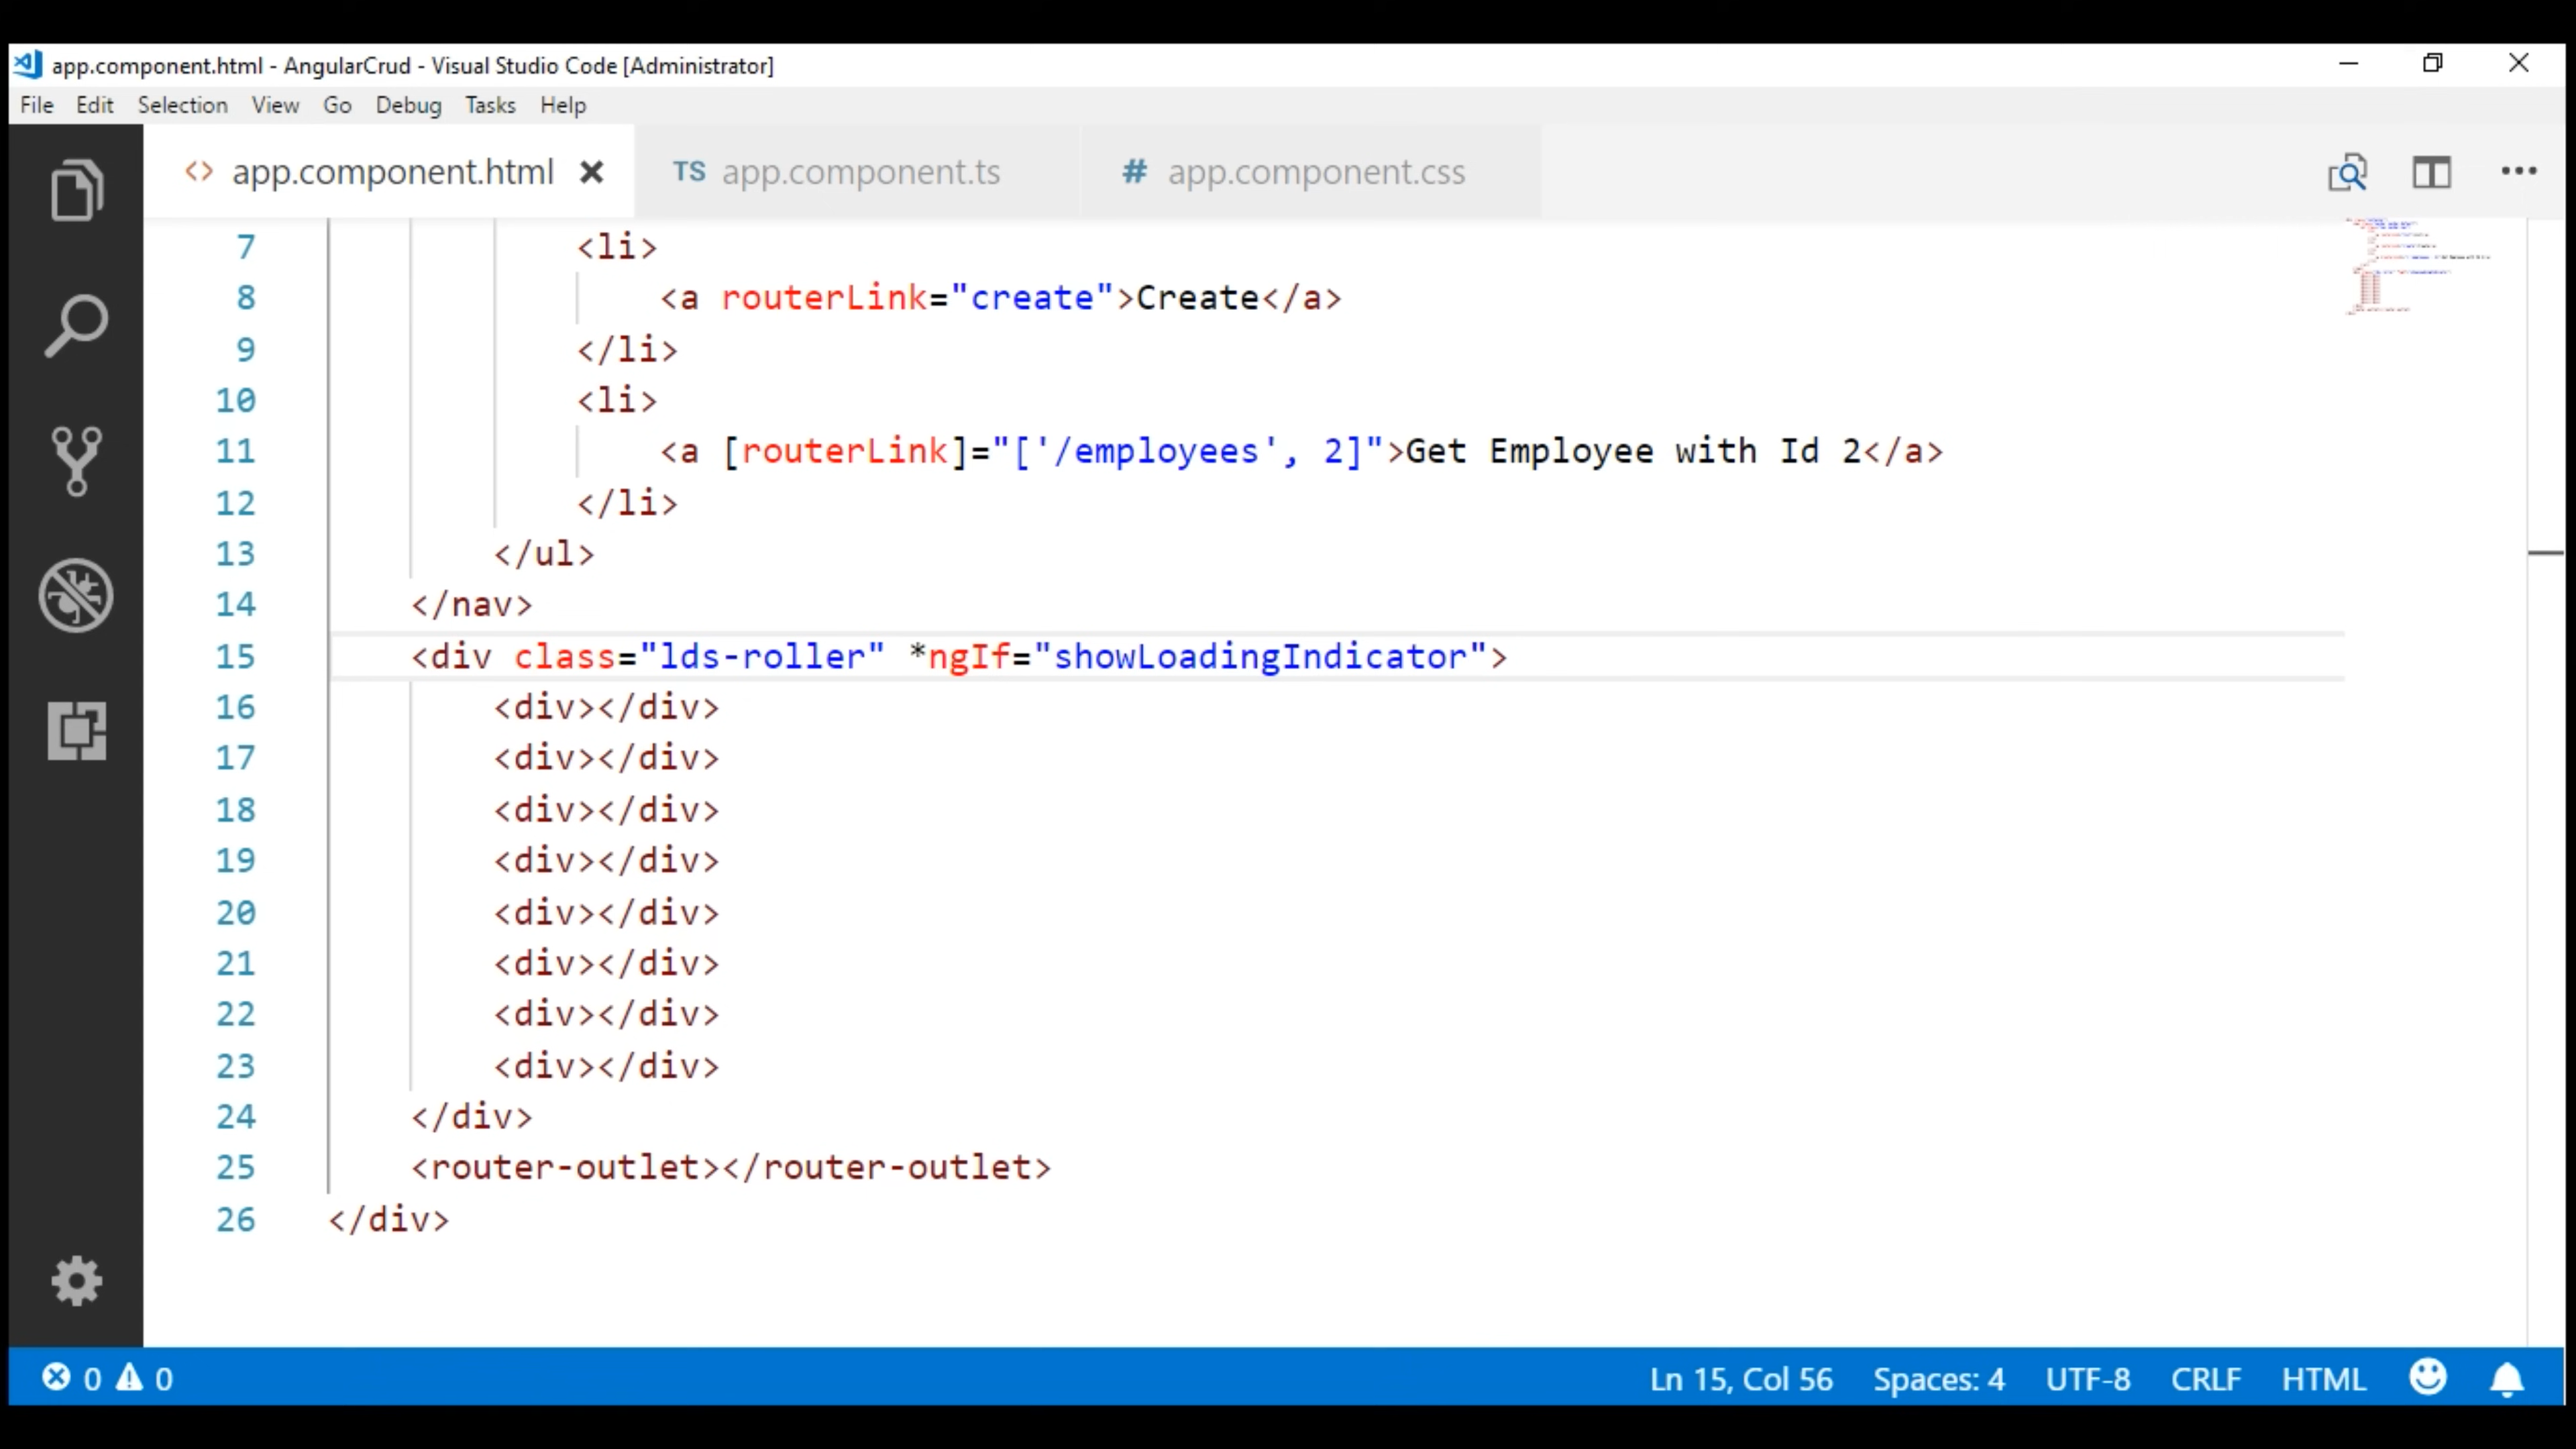 app.component.html - AngularCrud - Visual Studio Code [Administrator]
File Edit Selection View Go Debug Tasks Help
<> app.component.html TS app.component.ts # app.component.css
7 <li>
8 <a routerLink="create">Create</a>
9 </li>
10 <li>
11 <a [routerLink]="['/employees', 2]">Get Employee with Id 2</a>
12 </li>
13 </ul>
14 </nav>
15 <div class="lds-roller" *ngIf="showLoadingIndicator">
16 <div></div>
17 <div></div>
18 <div></div>
19 <div></div>
20 <div></div>
21 <div></div>
22 <div></div>
23 <div></div>
24 </div>
25 <router-outlet></router-outlet>
26 </div>
0 0 Ln 15, Col 56 Spaces: 4 UTF-8 CRLF HTML